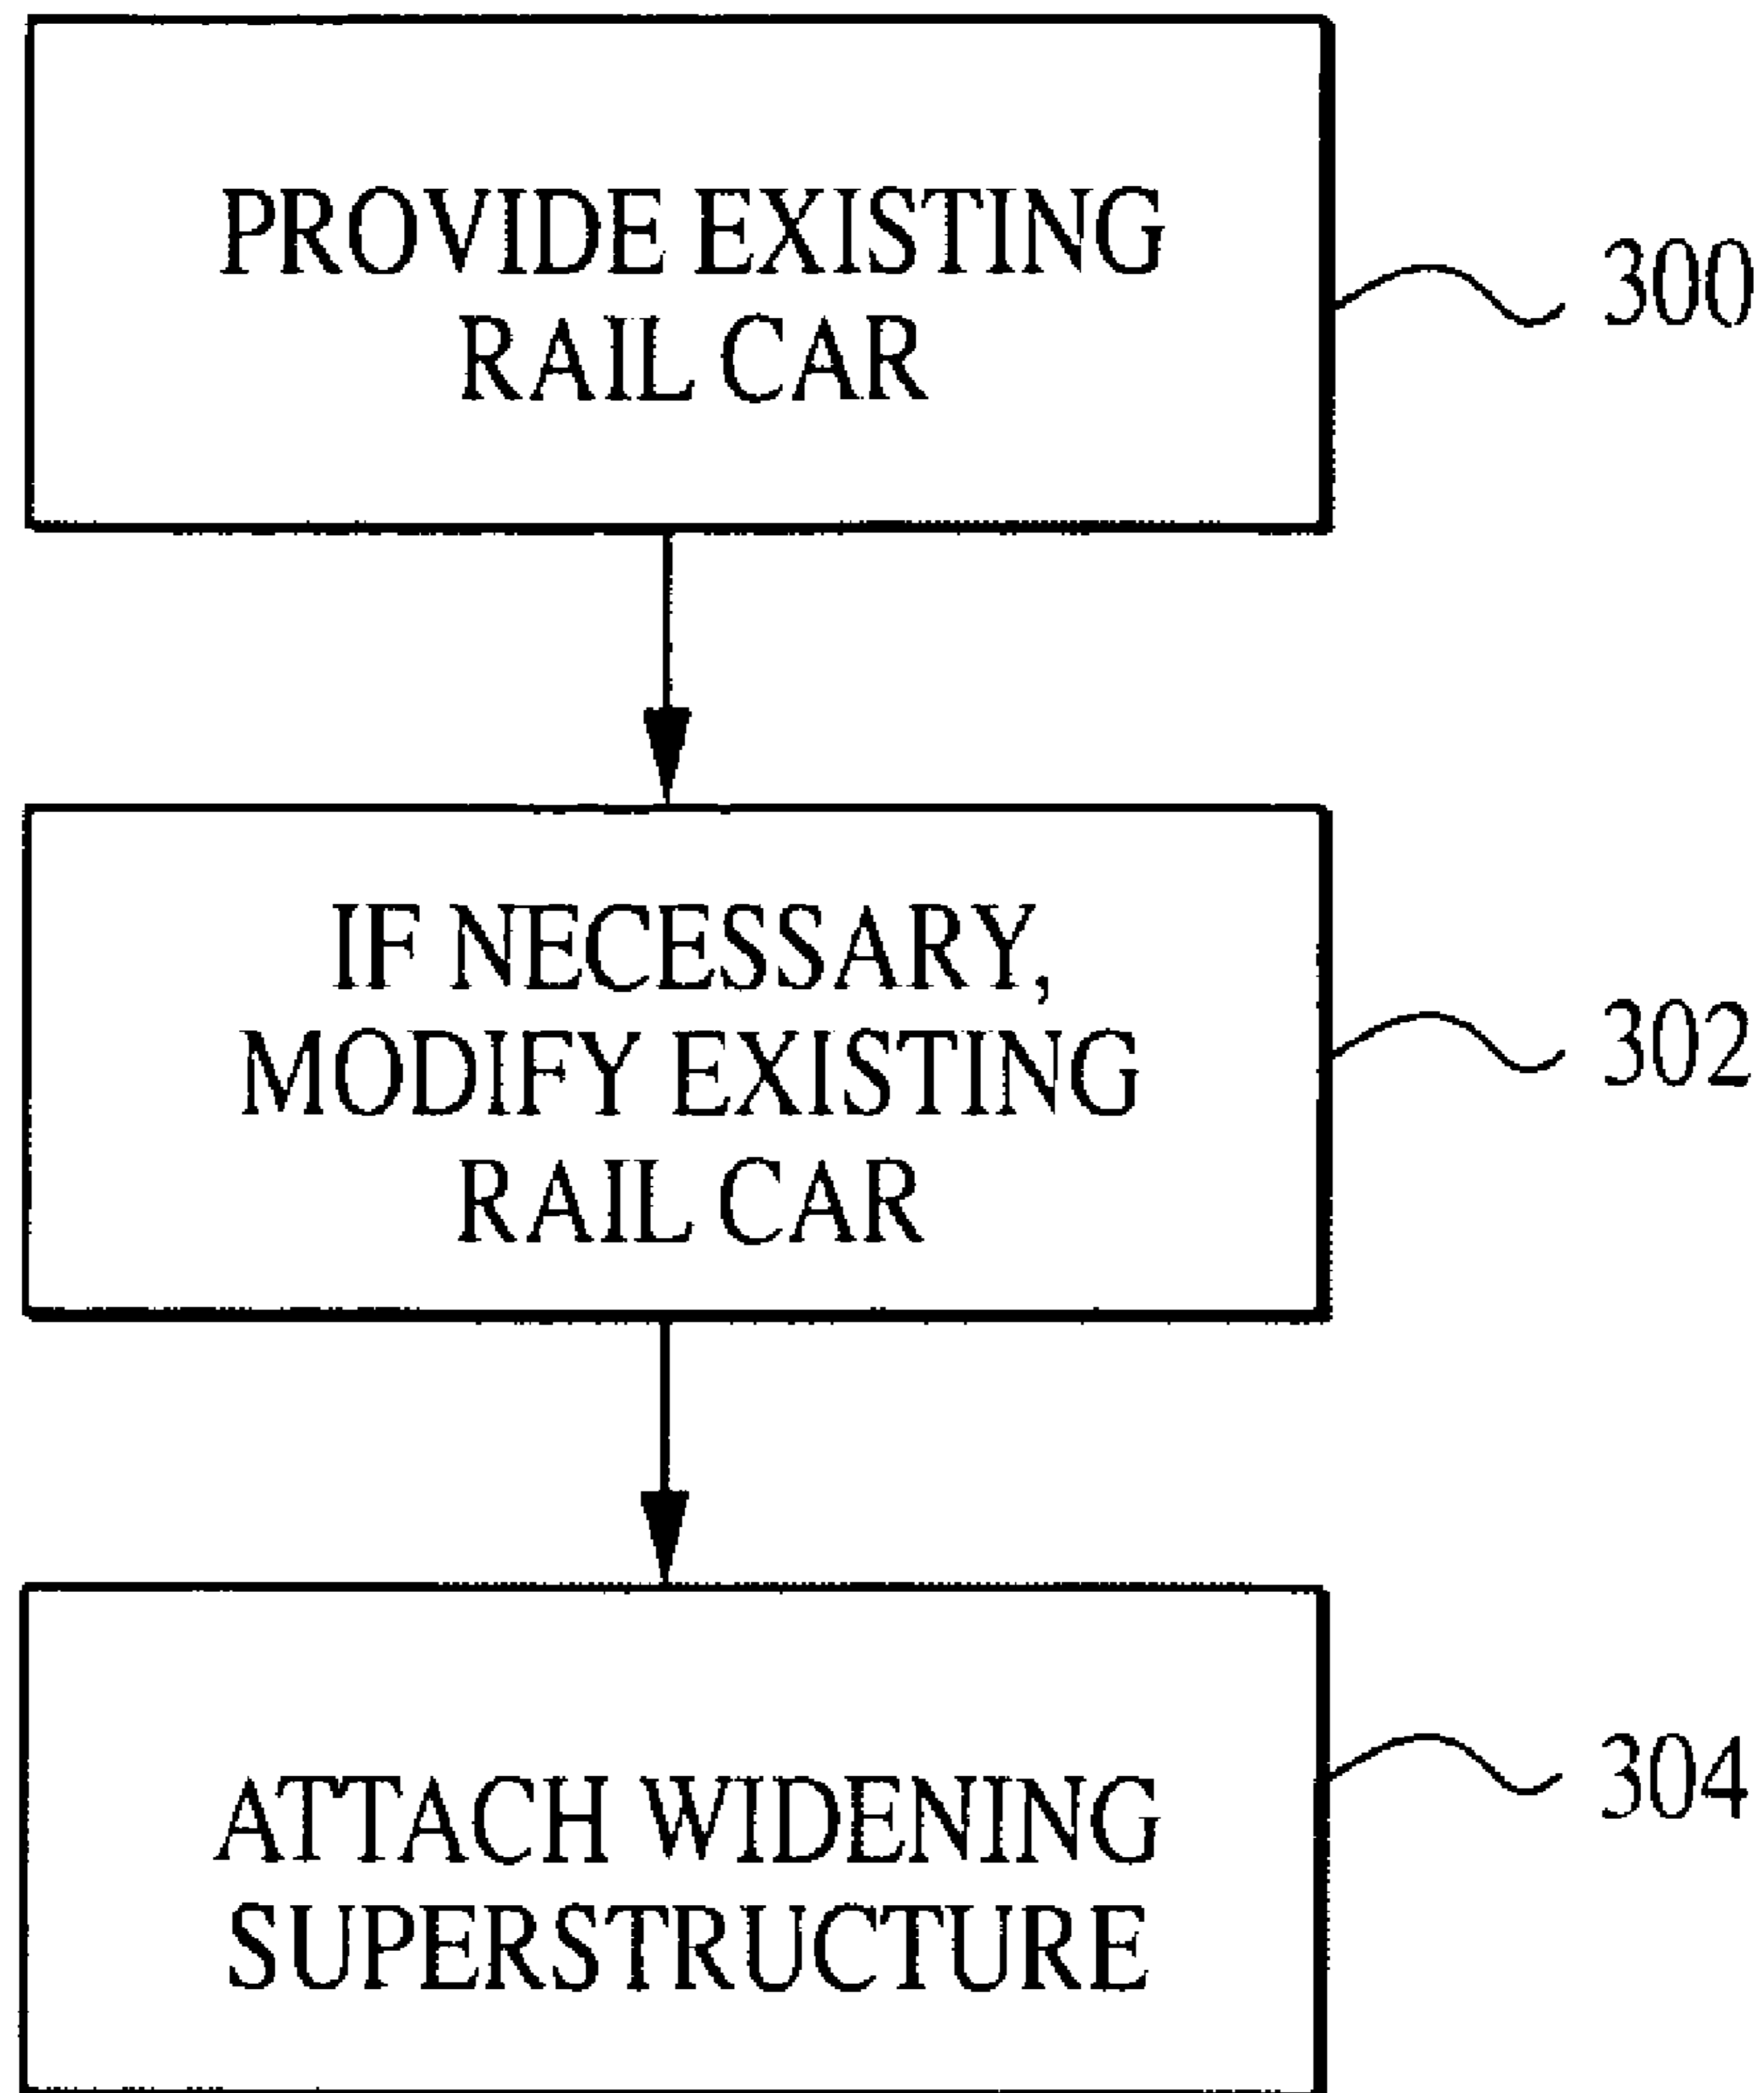 PROVIDE EXISTING
RAIL CAR
300
IF NECESSARY,
MODIFY EXISTING
RAIL CAR
302
ATTACH WIDENING
SUPERSTRUCTURE
304